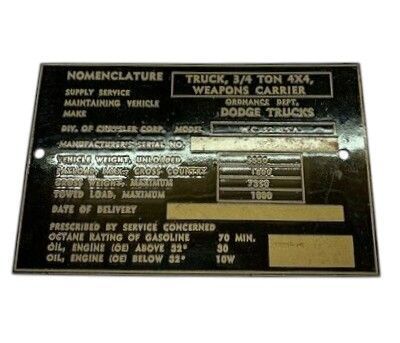 NOMENCLATURE TRUCK, 3/4 TON 4X4,
WEAPONS CARRIER
SUPPLY SERVICE
MAINTAINING VEHICLE ORDNANCE DEPT.
MAKE DODGE TRUCKS
DIV. OF CHRYSLER CORP. MODEL
MANUFACTURER'S SERIAL NO.
VEHICLE WEIGHT, UNLOADED
PAYLOAD, MAX. CROSS COUNTRY
GROSS WEIGHT, MAXIMUM
TOWED LOAD, MAXIMUM 1000
DATE OF DELIVERY
PRESCRIBED BY SERVICE CONCERNED
OCTANE RATING OF GASOLINE 70 MIN.
OIL, ENGINE (OE) ABOVE 32° 30
OIL, ENGINE (OE) BELOW 32° 10W